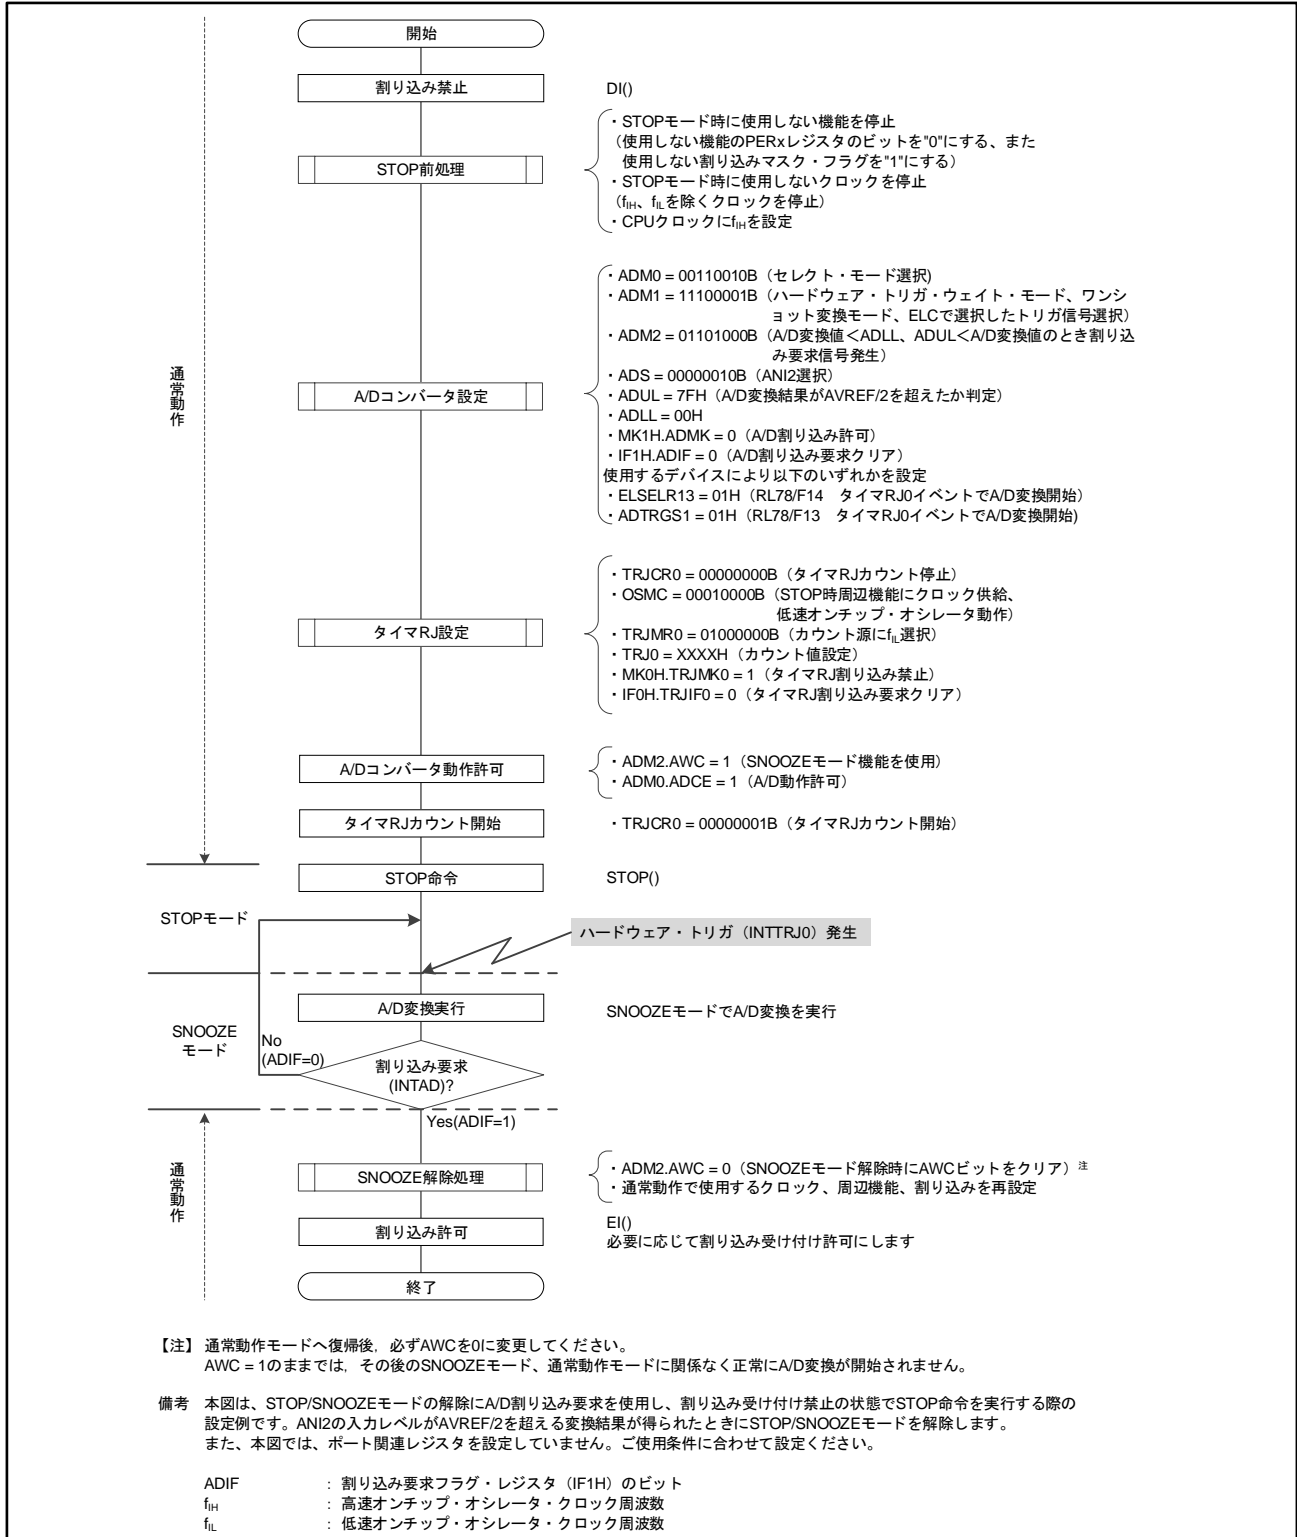 開始
割り込み禁止
DI()
STOP前処理
・STOPモード時に使用しない機能を停止
（使用しない機能のPERxレジスタのビットを"0"にする、また
使用しない割り込みマスク・フラグを"1"にする）
・STOPモード時に使用しないクロックを停止
（fIH、fILを除くクロックを停止）
・CPUクロックにfIHを設定
通常動作
A/Dコンバータ設定
・ADM0 = 00110010B（セレクト・モード選択)
・ADM1 = 11100001B（ハードウェア・トリガ・ウェイト・モード、ワンシ
ョット変換モード、ELCで選択したトリガ信号選択）
・ADM2 = 01101000B（A/D変換値＜ADLL、ADUL＜A/D変換値のとき割り込
み要求信号発生）
・ADS = 00000010B（ANI2選択）
・ADUL = 7FH（A/D変換結果がAVREF/2を超えたか判定）
・ADLL = 00H
・MK1H.ADMK = 0（A/D割り込み許可）
・IF1H.ADIF = 0（A/D割り込み要求クリア）
使用するデバイスにより以下のいずれかを設定
・ELSELR13 = 01H（RL78/F14　タイマRJ0イベントでA/D変換開始）
・ADTRGS1 = 01H（RL78/F13　タイマRJ0イベントでA/D変換開始)
タイマRJ設定
・TRJCR0 = 00000000B（タイマRJカウント停止）
・OSMC = 00010000B（STOP時周辺機能にクロック供給、
低速オンチップ・オシレータ動作）
・TRJMR0 = 01000000B（カウント源にfIL選択）
・TRJ0 = XXXXH（カウント値設定）
・MK0H.TRJMK0 = 1（タイマRJ割り込み禁止）
・IF0H.TRJIF0 = 0（タイマRJ割り込み要求クリア）
A/Dコンバータ動作許可
・ADM2.AWC = 1（SNOOZEモード機能を使用）
・ADM0.ADCE = 1（A/D動作許可）
タイマRJカウント開始
・TRJCR0 = 00000001B（タイマRJカウント開始）
STOP命令
STOP()
STOPモード
ハードウェア・トリガ（INTTRJ0）発生
A/D変換実行
SNOOZEモードでA/D変換を実行
SNOOZE
モード
No
(ADIF=0)
割り込み要求
(INTAD)?
Yes(ADIF=1)
通常動作
SNOOZE解除処理
・ADM2.AWC = 0（SNOOZEモード解除時にAWCビットをクリア）注
・通常動作で使用するクロック、周辺機能、割り込みを再設定
割り込み許可
EI()
必要に応じて割り込み受け付け許可にします
終了
【注】 通常動作モードへ復帰後，必ずAWCを0に変更してください。
AWC = 1のままでは，その後のSNOOZEモード、通常動作モードに関係なく正常にA/D変換が開始されません。
備考 本図は、STOP/SNOOZEモードの解除にA/D割り込み要求を使用し、割り込み受け付け禁止の状態でSTOP命令を実行する際の
設定例です。ANI2の入力レベルがAVREF/2を超える変換結果が得られたときにSTOP/SNOOZEモードを解除します。
また、本図では、ポート関連レジスタを設定していません。ご使用条件に合わせて設定ください。
ADIF ：割り込み要求フラグ・レジスタ（IF1H）のビット
fIH ：高速オンチップ・オシレータ・クロック周波数
fIL ：低速オンチップ・オシレータ・クロック周波数